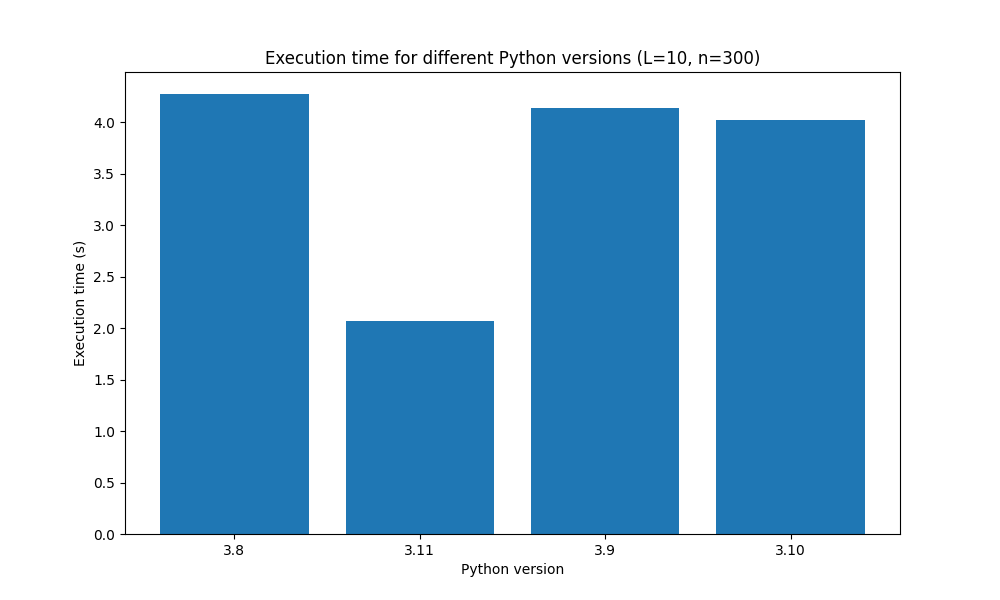 Execution time for different Python versions (L=10, n=300)
Execution time (s)
4.0
3.5
3.0
2.5
2.0
1.5
1.0
0.5
0.0
3.8 3.11 3.9 3.10
Python version